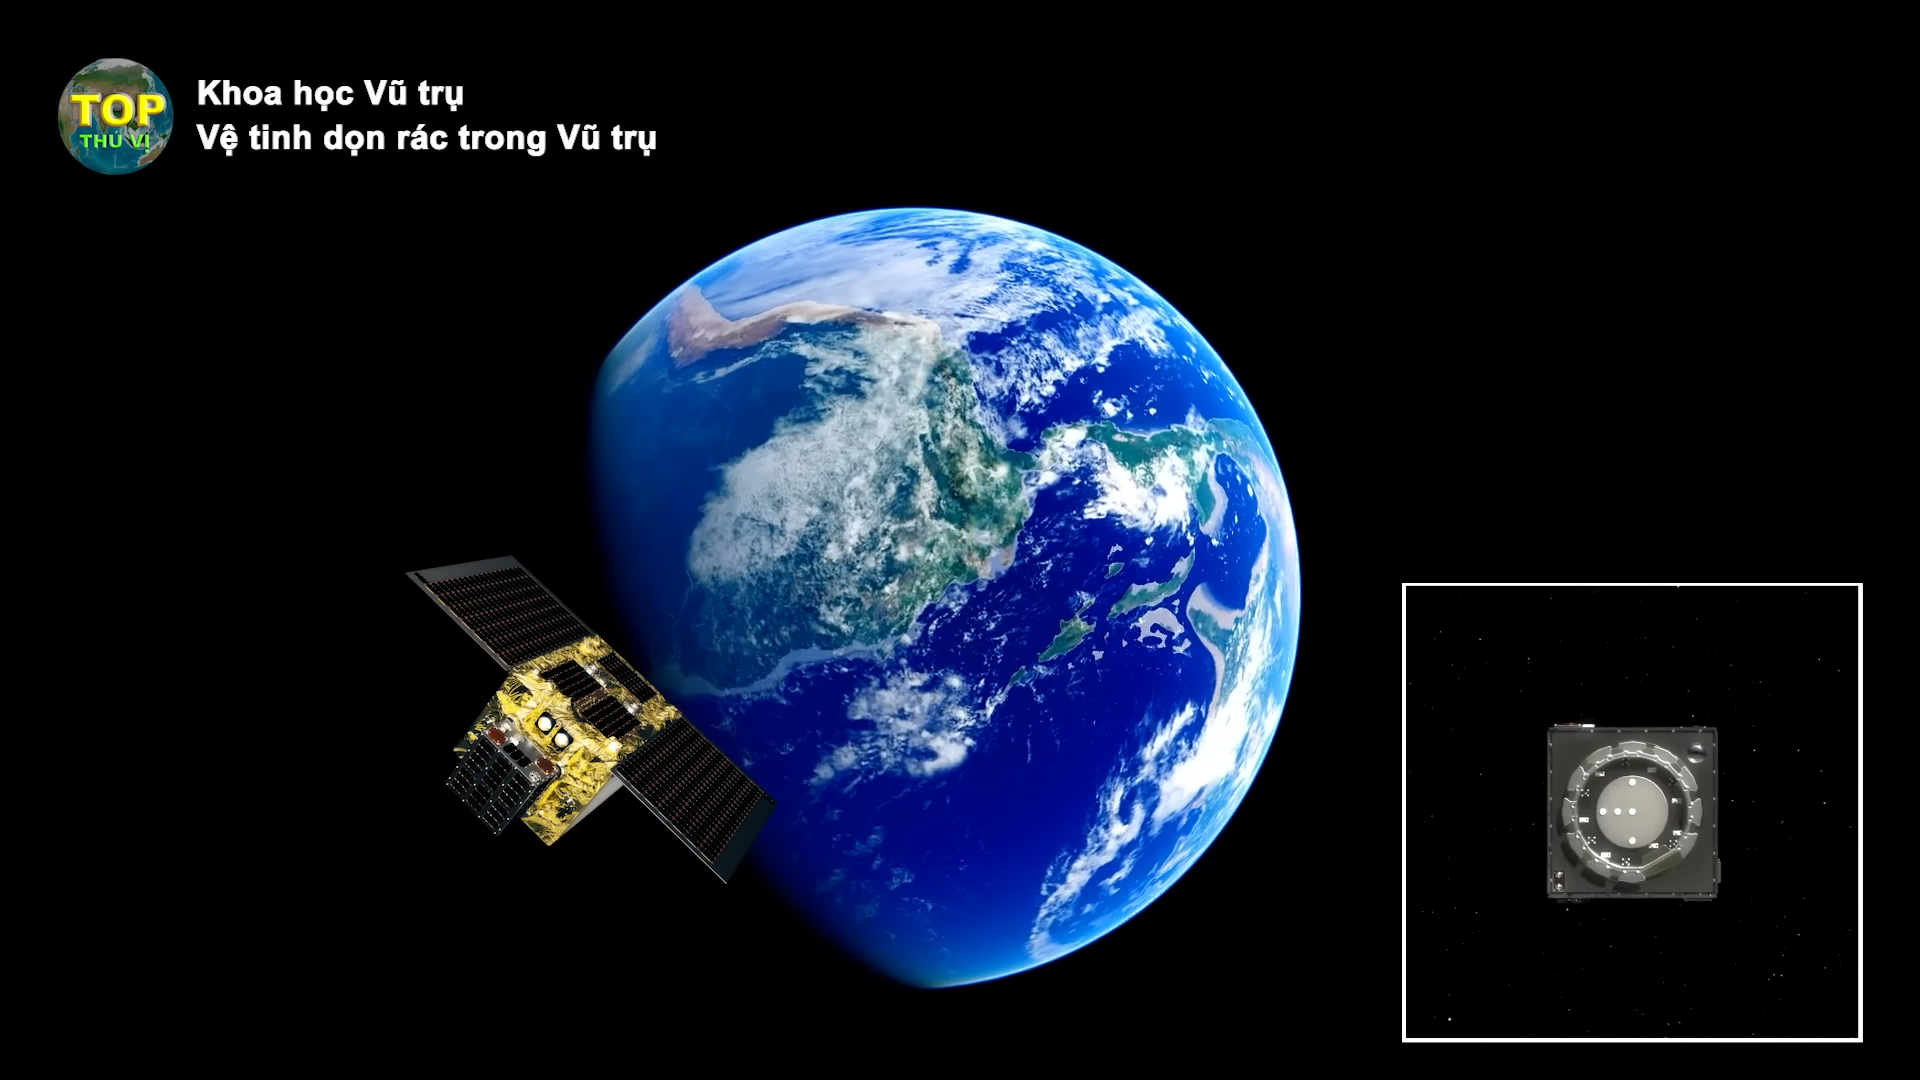 TOP
THÚ VỊ
Khoa học Vũ trụ
Vệ tinh dọn rác trong Vũ trụ